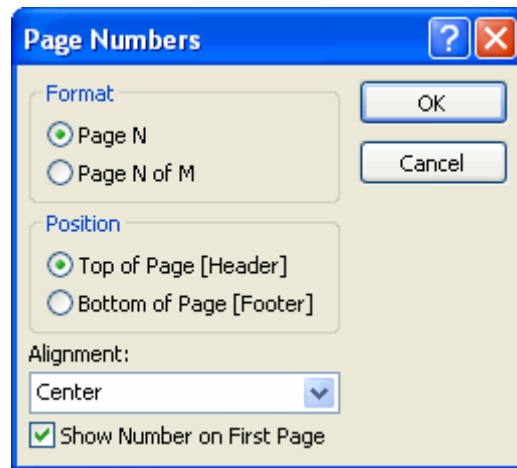 Page Numbers
Format
Page N
Page N of M
OK
Cancel
Position
Top of Page [Header]
Bottom of Page [Footer]
Alignment:
Center
Show Number on First Page